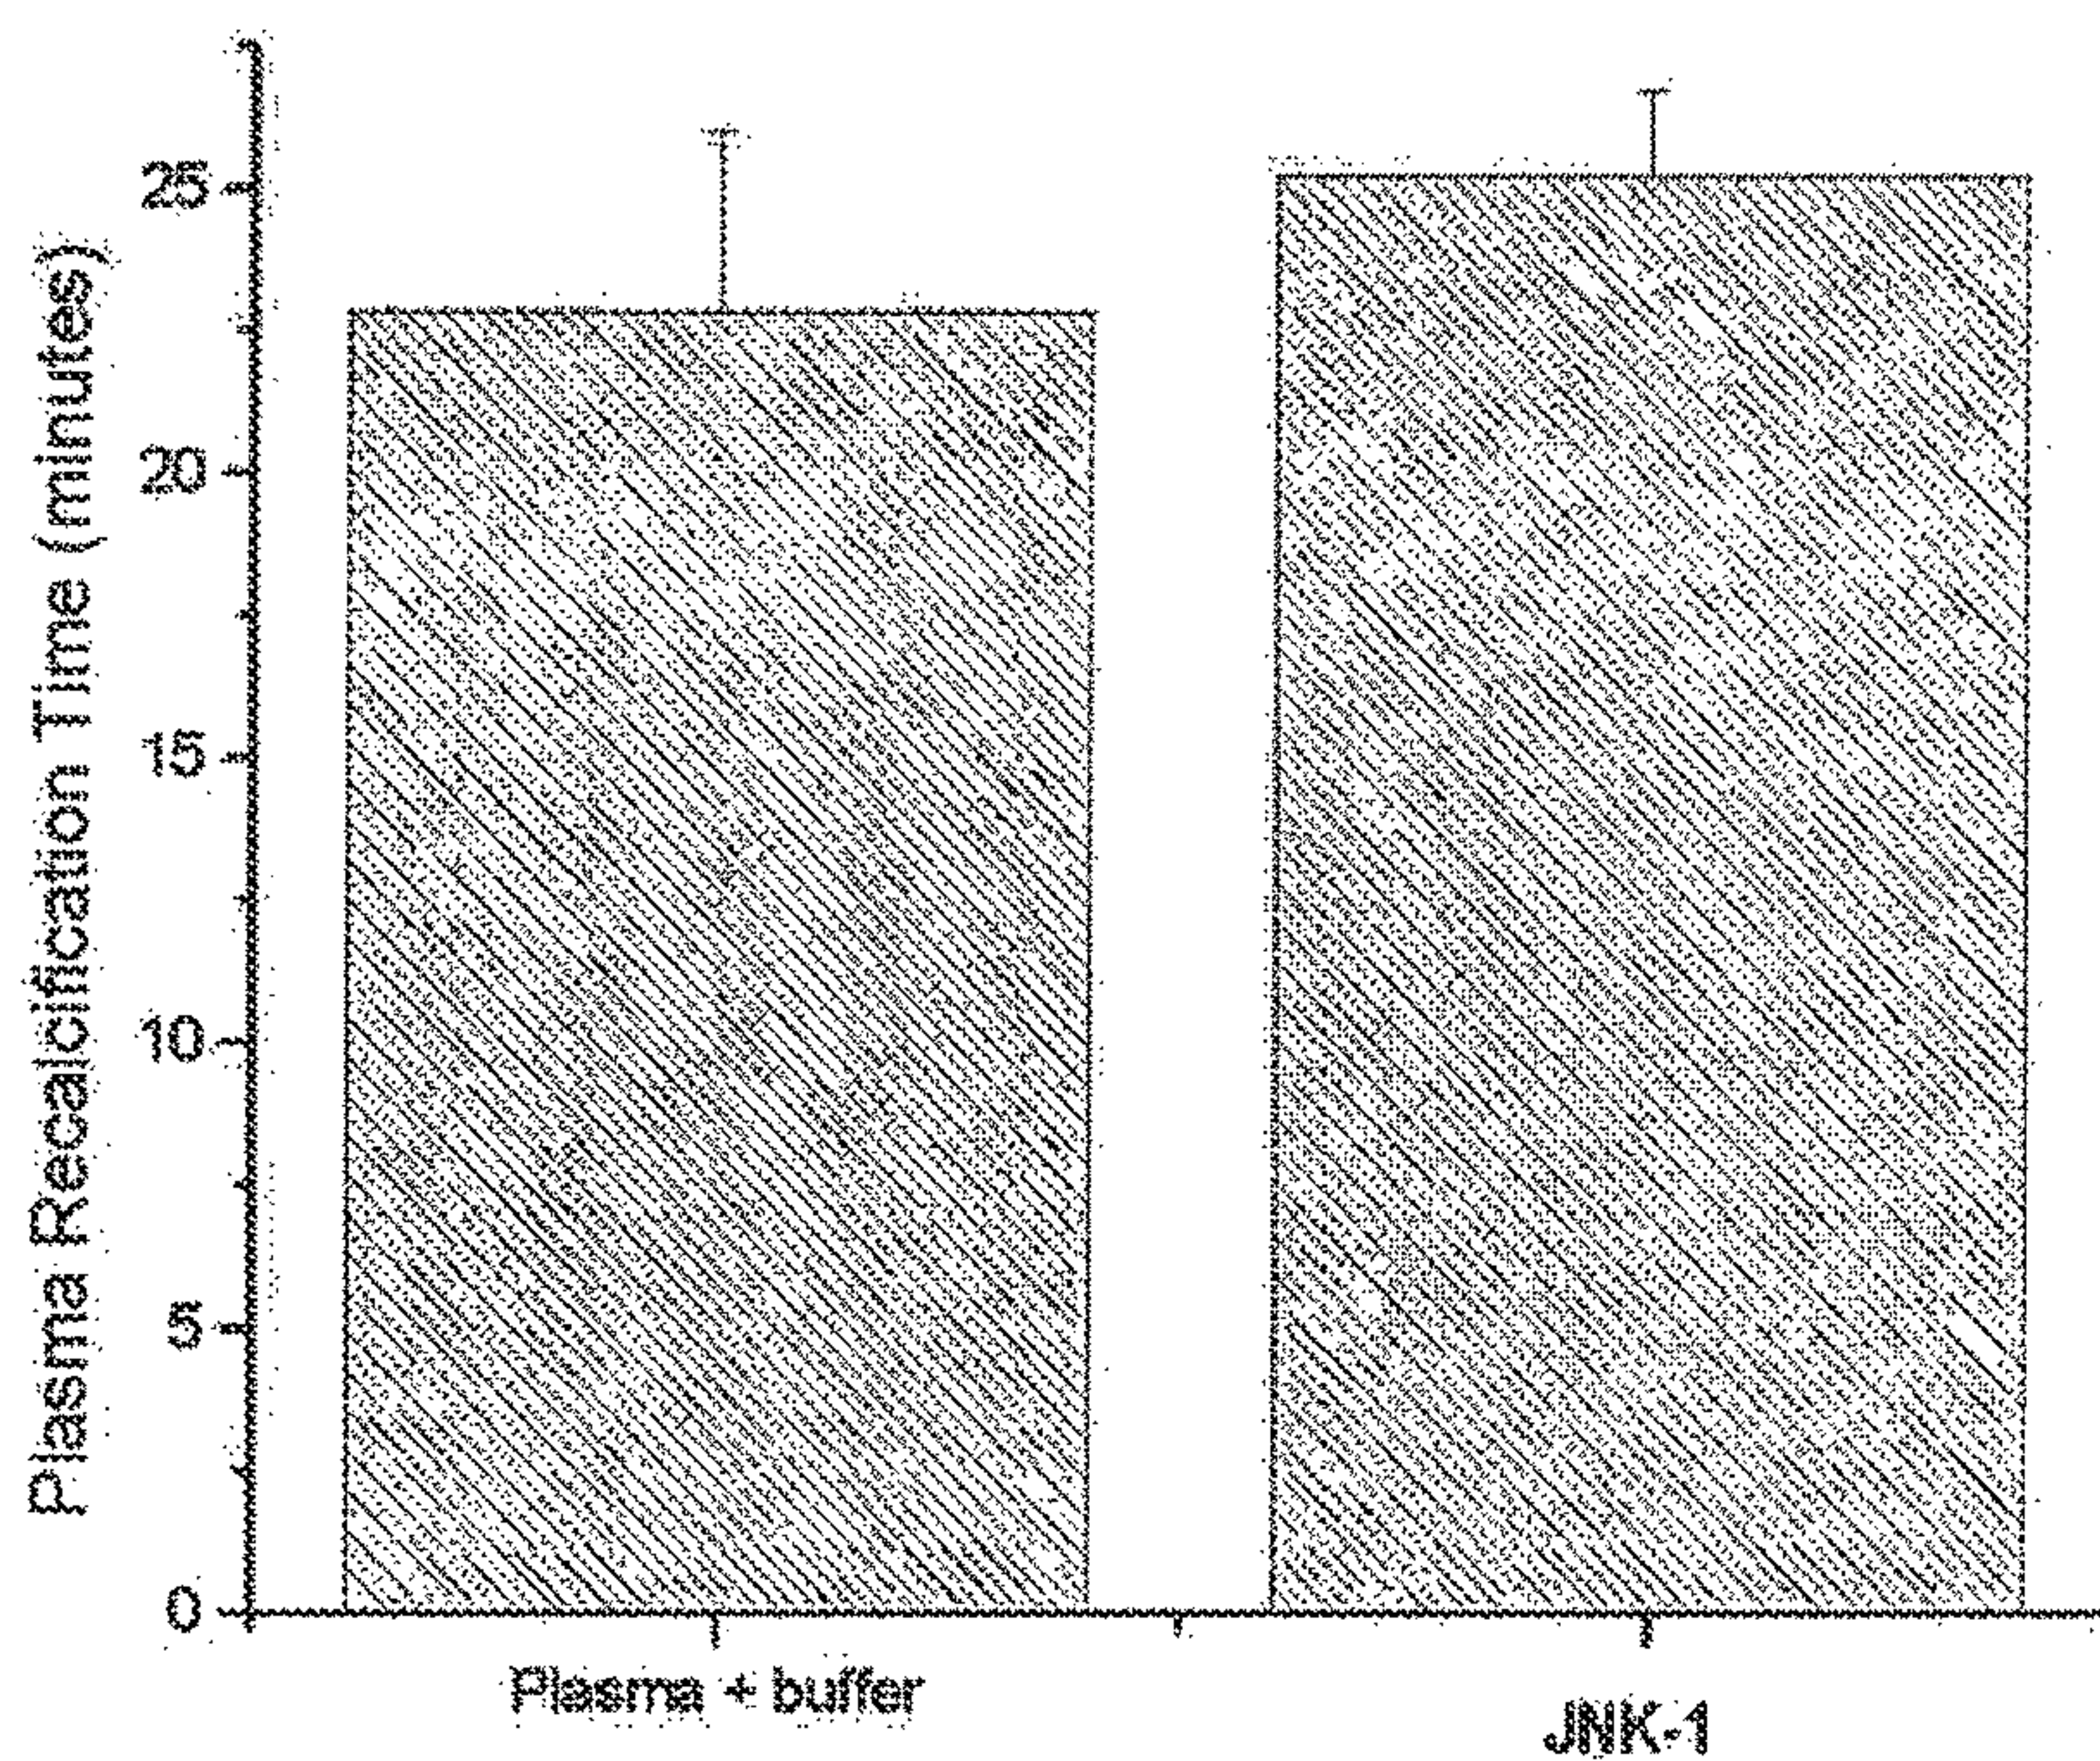 Plasma Recalcification Time (minutes)
25
20
15
10
5
0
Plasma + buffer
JNK-1